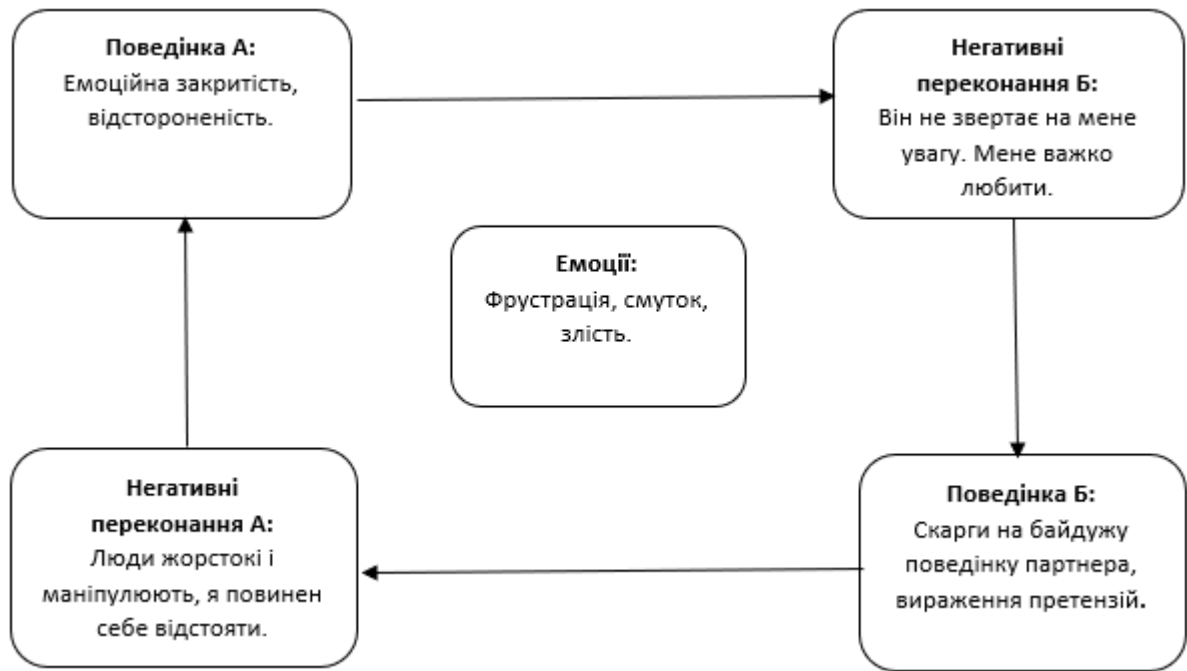 Поведінка А:
Емоційна закритість,
відстороненість.
Негативні
переконання Б:
Він не звертає на мене
увагу. Мене важко
любити.
Емоції:
Фрустрація, смуток,
злість.
Негативні
переконання А:
Люди жорстокі і
маніпулюють, я повинен
себе відстояти.
Поведінка Б:
Скарги на байдужу
поведінку партнера,
вираження претензій.